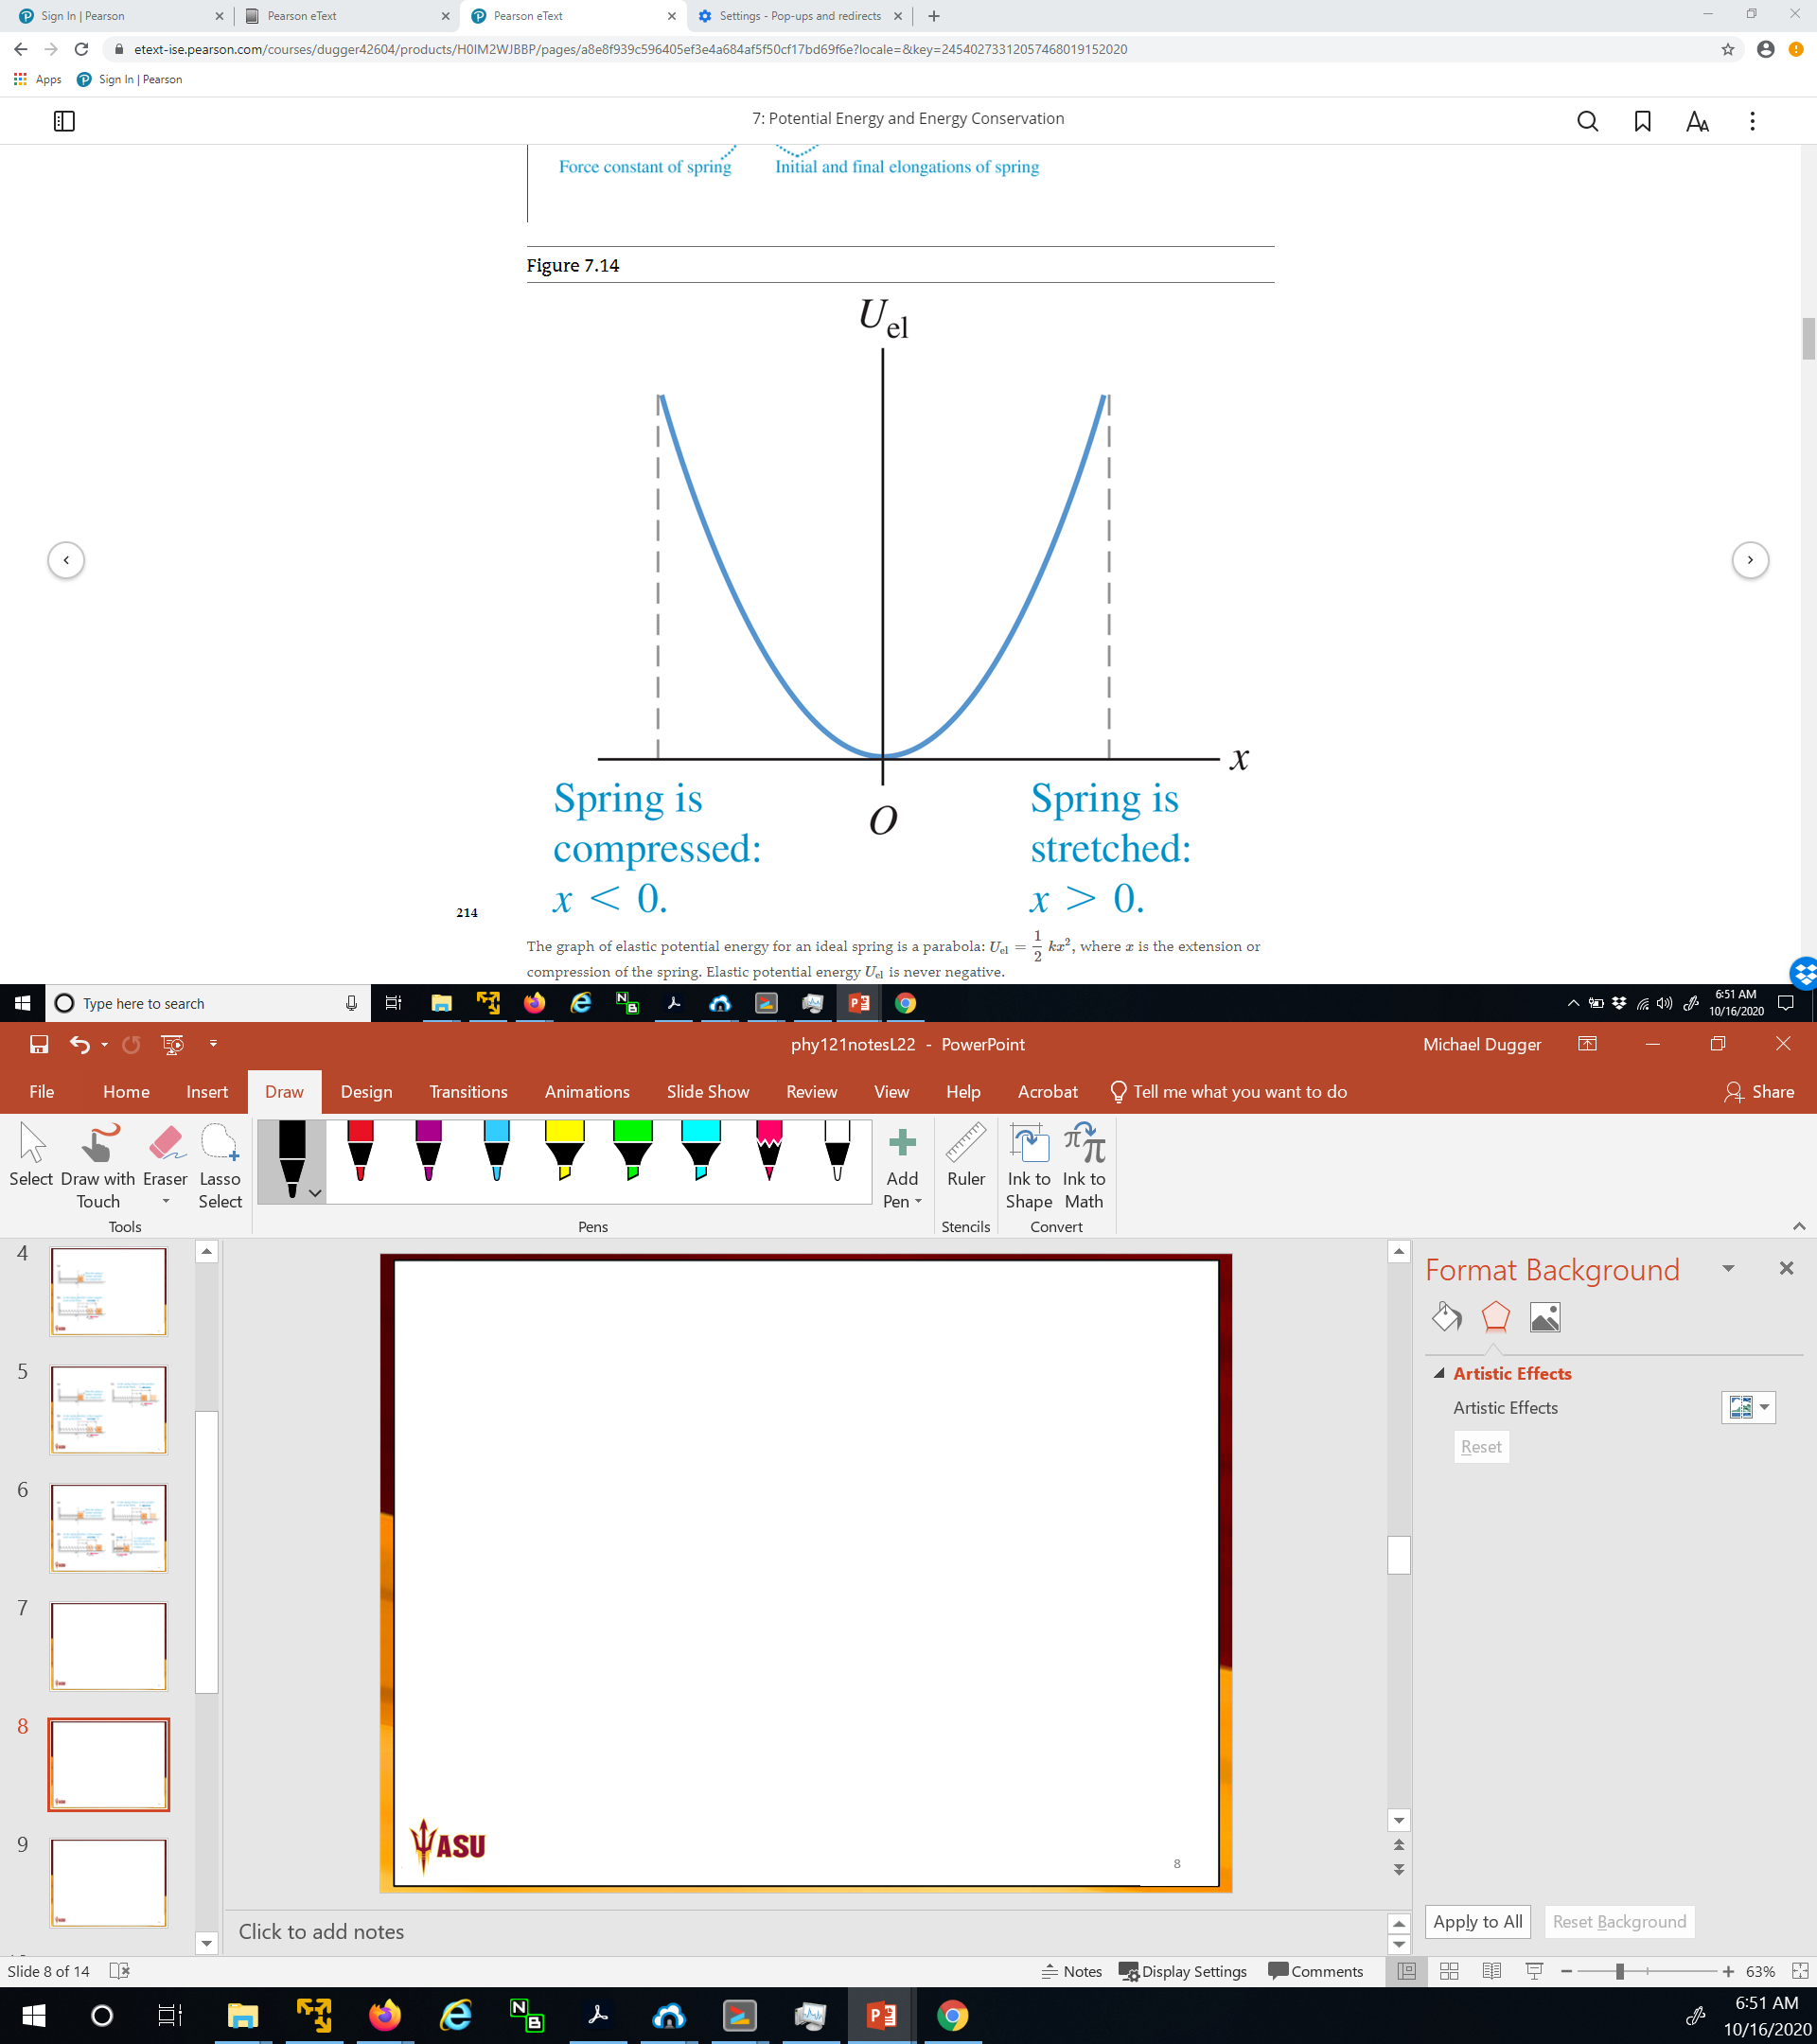 Sign In | Pearson
Pearson eText
Pearson eText
Settings - Pop-ups and redirects
etext-ise.pearson.com/courses/dugger42604/products/H0IM2WJBBP/pages/a8e8f939c596405ef3e4a684af5f50cf17bd69f6e?locale=&key=24540273312057468019152020
Apps
Sign In | Pearson
7: Potential Energy and Energy Conservation
Force constant of spring
Initial and final elongations of spring
Figure 7.14
Uel
x
O
Spring is
compressed:
x < 0.
Spring is
stretched:
x > 0.
214
The graph of elastic potential energy for an ideal spring is a parabola: Uel = 1/2 kx², where x is the extension or
compression of the spring. Elastic potential energy Uel is never negative.
Type here to search
6:51 AM
10/16/2020
phy121notesL22 - PowerPoint
Michael Dugger
File
Home
Insert
Draw
Design
Transitions
Animations
Slide Show
Review
View
Help
Acrobat
Tell me what you want to do
Share
Select
Draw with
Touch
Eraser
Lasso
Select
Add
Pen
Ruler
Ink to
Shape
Ink to
Math
Tools
Pens
Stencils
Convert
4
5
6
7
8
9
ASU
8
Format Background
Artistic Effects
Artistic Effects
Reset
Click to add notes
Apply to All
Reset Background
Slide 8 of 14
Notes
Display Settings
Comments
63%
6:51 AM
10/16/2020